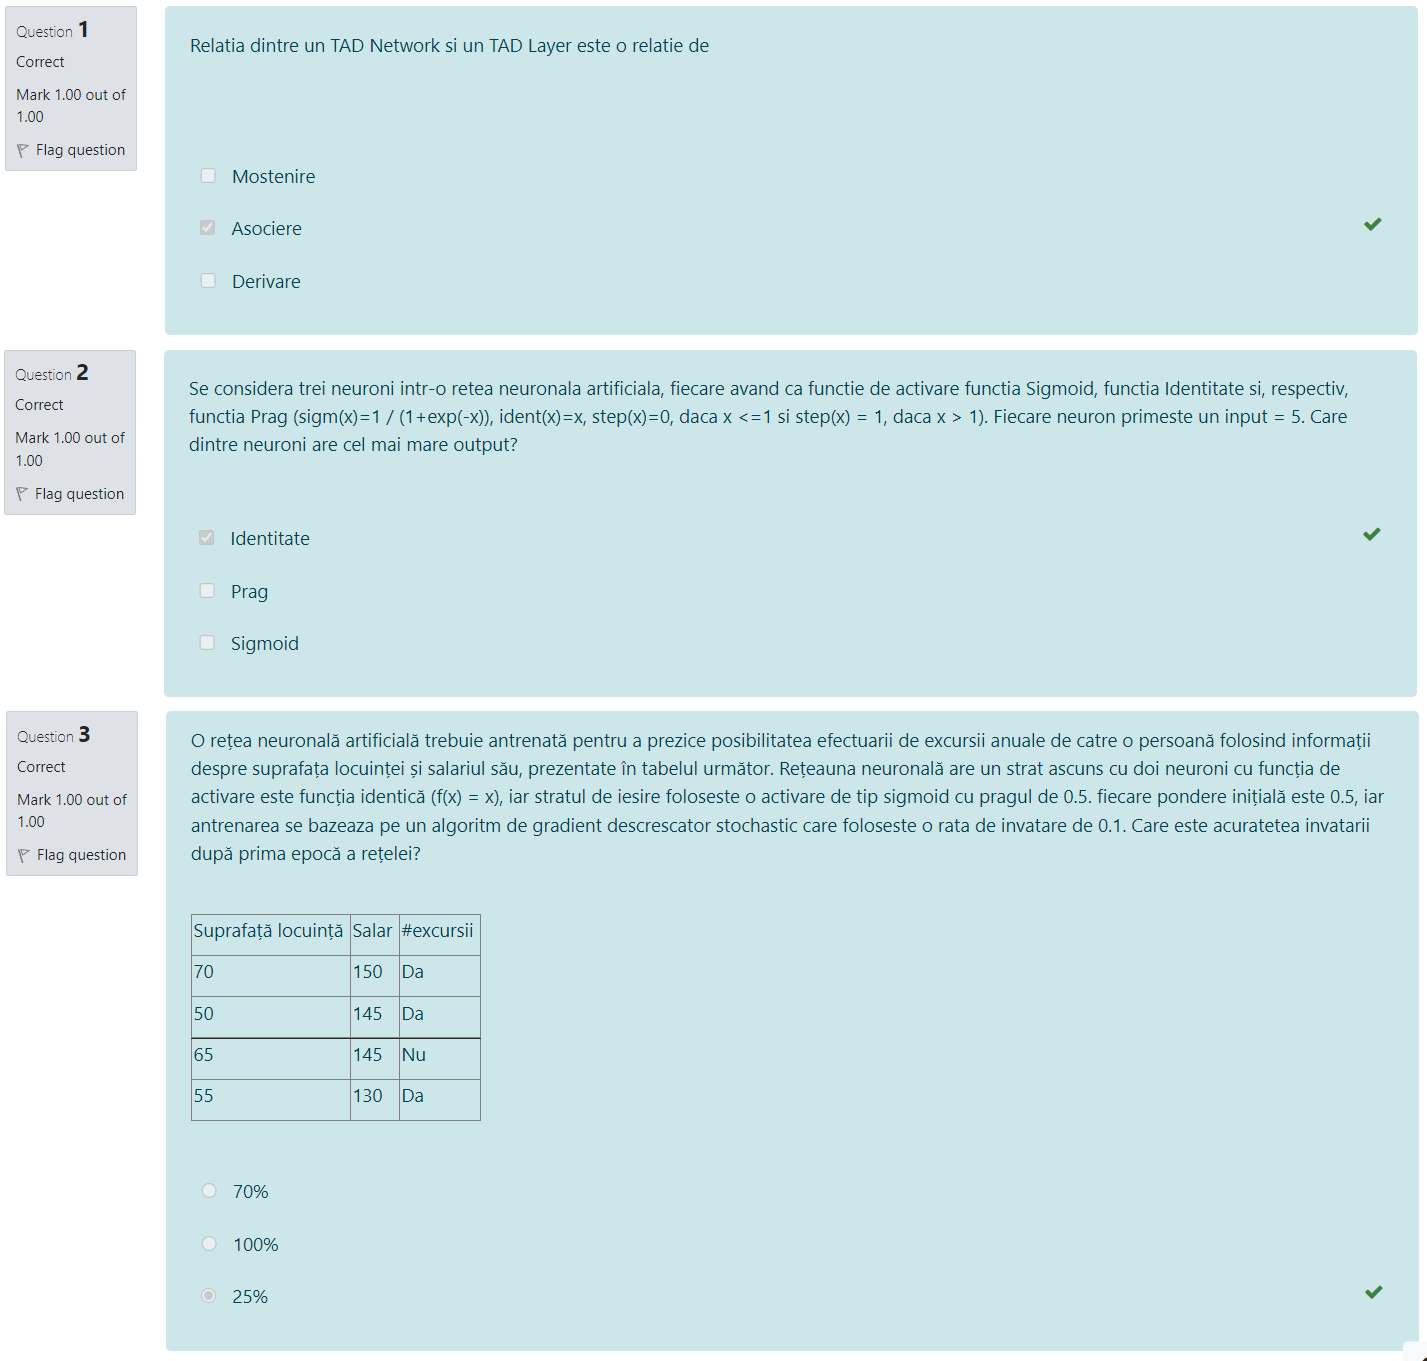 Question 1
Correct
Mark 1.00 out of
1.00
Flag question
Relatia dintre un TAD Network si un TAD Layer este o relatie de
Mostenire
Asociere
Derivare
Question 2
Correct
Mark 1.00 out of
1.00
Flag question
Se considera trei neuroni intr-o retea neuronala artificiala, fiecare avand ca functie de activare functia Sigmoid, functia Identitate si, respectiv,
functia Prag (sigm(x)=1 / (1+exp(-x)), ident(x)=x, step(x)=0, daca x <=1 si step(x) = 1, daca x > 1). Fiecare neuron primeste un input = 5. Care
dintre neuroni are cel mai mare output?
Identitate
Prag
Sigmoid
Question 3
Correct
Mark 1.00 out of
1.00
Flag question
O rețea neuronală artificială trebuie antrenată pentru a prezice posibilitatea efectuarii de excursii anuale de catre o persoană folosind informații
despre suprafața locuinței și salariul său, prezentate în tabelul următor. Rețeauna neuronală are un strat ascuns cu doi neuroni cu funcția de
activare este funcția identică (f(x) = x), iar stratul de iesire foloseste o activare de tip sigmoid cu pragul de 0.5. fiecare pondere inițială este 0.5, iar
antrenarea se bazeaza pe un algoritm de gradient descrescator stochastic care foloseste o rata de invatare de 0.1. Care este acuratetea invatarii
după prima epocă a rețelei?
Suprafață locuință Salar #excursii
70 150 Da
50 145 Da
65 145 Nu
55 130 Da
70%
100%
25%